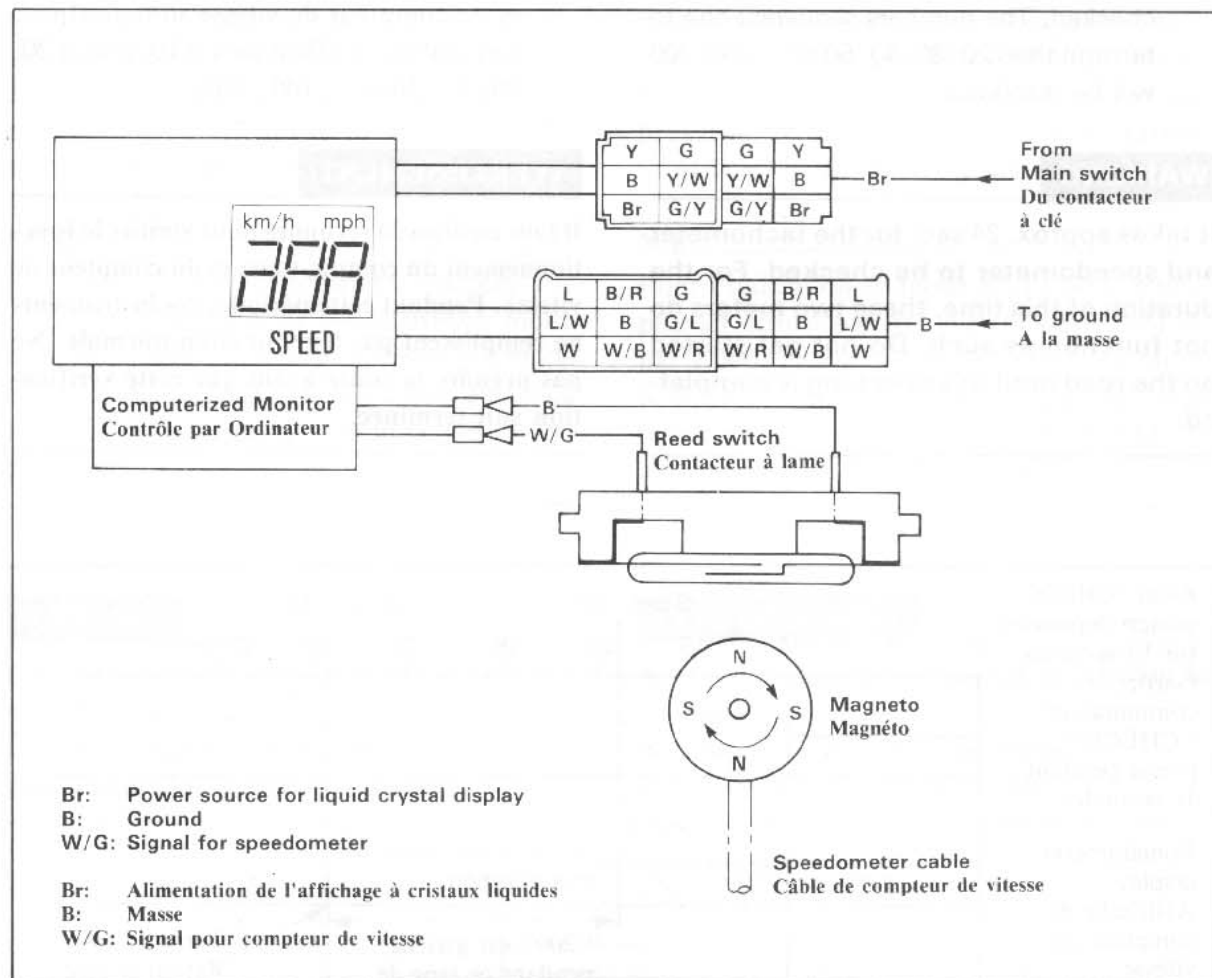 km/h mph
SPEED
Computerized Monitor
Contrôle par Ordinateur
Y G G Y
B Y/W Y/W B
Br G/Y G/Y Br
Br
From
Main switch
Du contacteur
à clé
L B/R G G B/R L
L/W B G/L G/L B L/W
W W/B W/R W/R W/B W
B
To ground
A la masse
B
W/G
Reed switch
Contacteur à lame
N
S S
N
Magneto
Magnéto
Speedometer cable
Câble de compteur de vitesse
Br: Power source for liquid crystal display
B: Ground
W/G: Signal for speedometer
Br: Alimentation de l'affichage à cristaux liquides
B: Masse
W/G: Signal pour compteur de vitesse